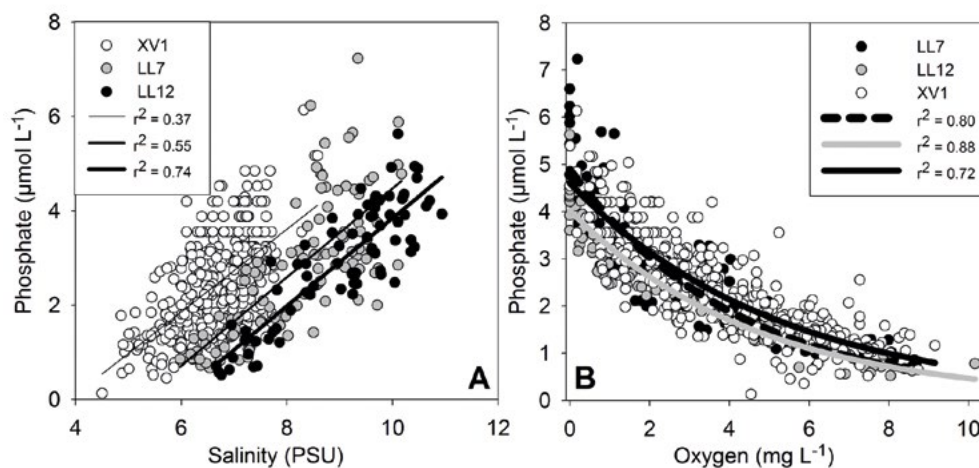 8
6
4
2
0
Phosphate (µmol L-1)
XV1
LL7
LL12
r2 = 0.37
r2 = 0.55
r2 = 0.74
A
4
6
8
10
12
Salinity (PSU)
8
7
6
5
4
3
2
1
0
Phosphate (µmol L-1)
LL7
LL12
XV1
r2 = 0.80
r2 = 0.88
r2 = 0.72
B
0
2
4
6
8
10
Oxygen (mg L-1)